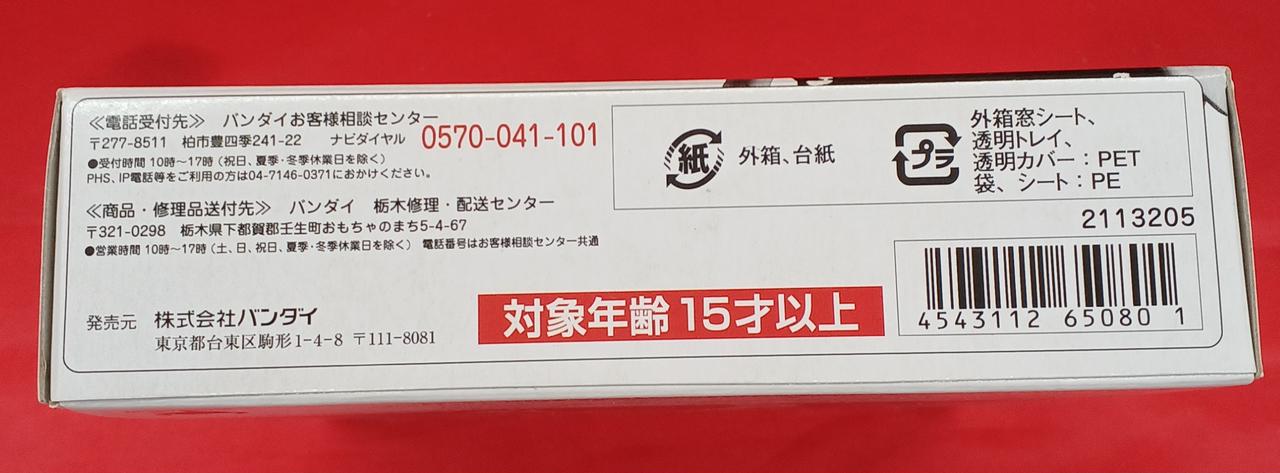 ≪電話受付先≫ バンダイお客様相談センター
〒277-8511 柏市豊四季241-22 ナビダイヤル 0570-041-101
●受付時間 10時～17時(祝日、夏季・冬季休業日を除く)
PHS、IP電話等をご利用の方は04-7146-0371におかけください。
≪商品・修理品送付先≫ バンダイ 栃木修理・配送センター
〒321-0298 栃木県下都賀郡壬生町おもちゃのまち5-4-67
●営業時間 10時～17時(土、日、祝日、夏季・冬季休業日を除く) 電話番号はお客様相談センター共通
発売元 株式会社バンダイ
東京都台東区駒形1-4-8 〒111-8081
対象年齢 15才以上
紙 外箱、台紙
プラ
外箱窓シート、
透明トレイ、
透明カバー：PET
袋、シート：PE
2113205
4543112 65080 1